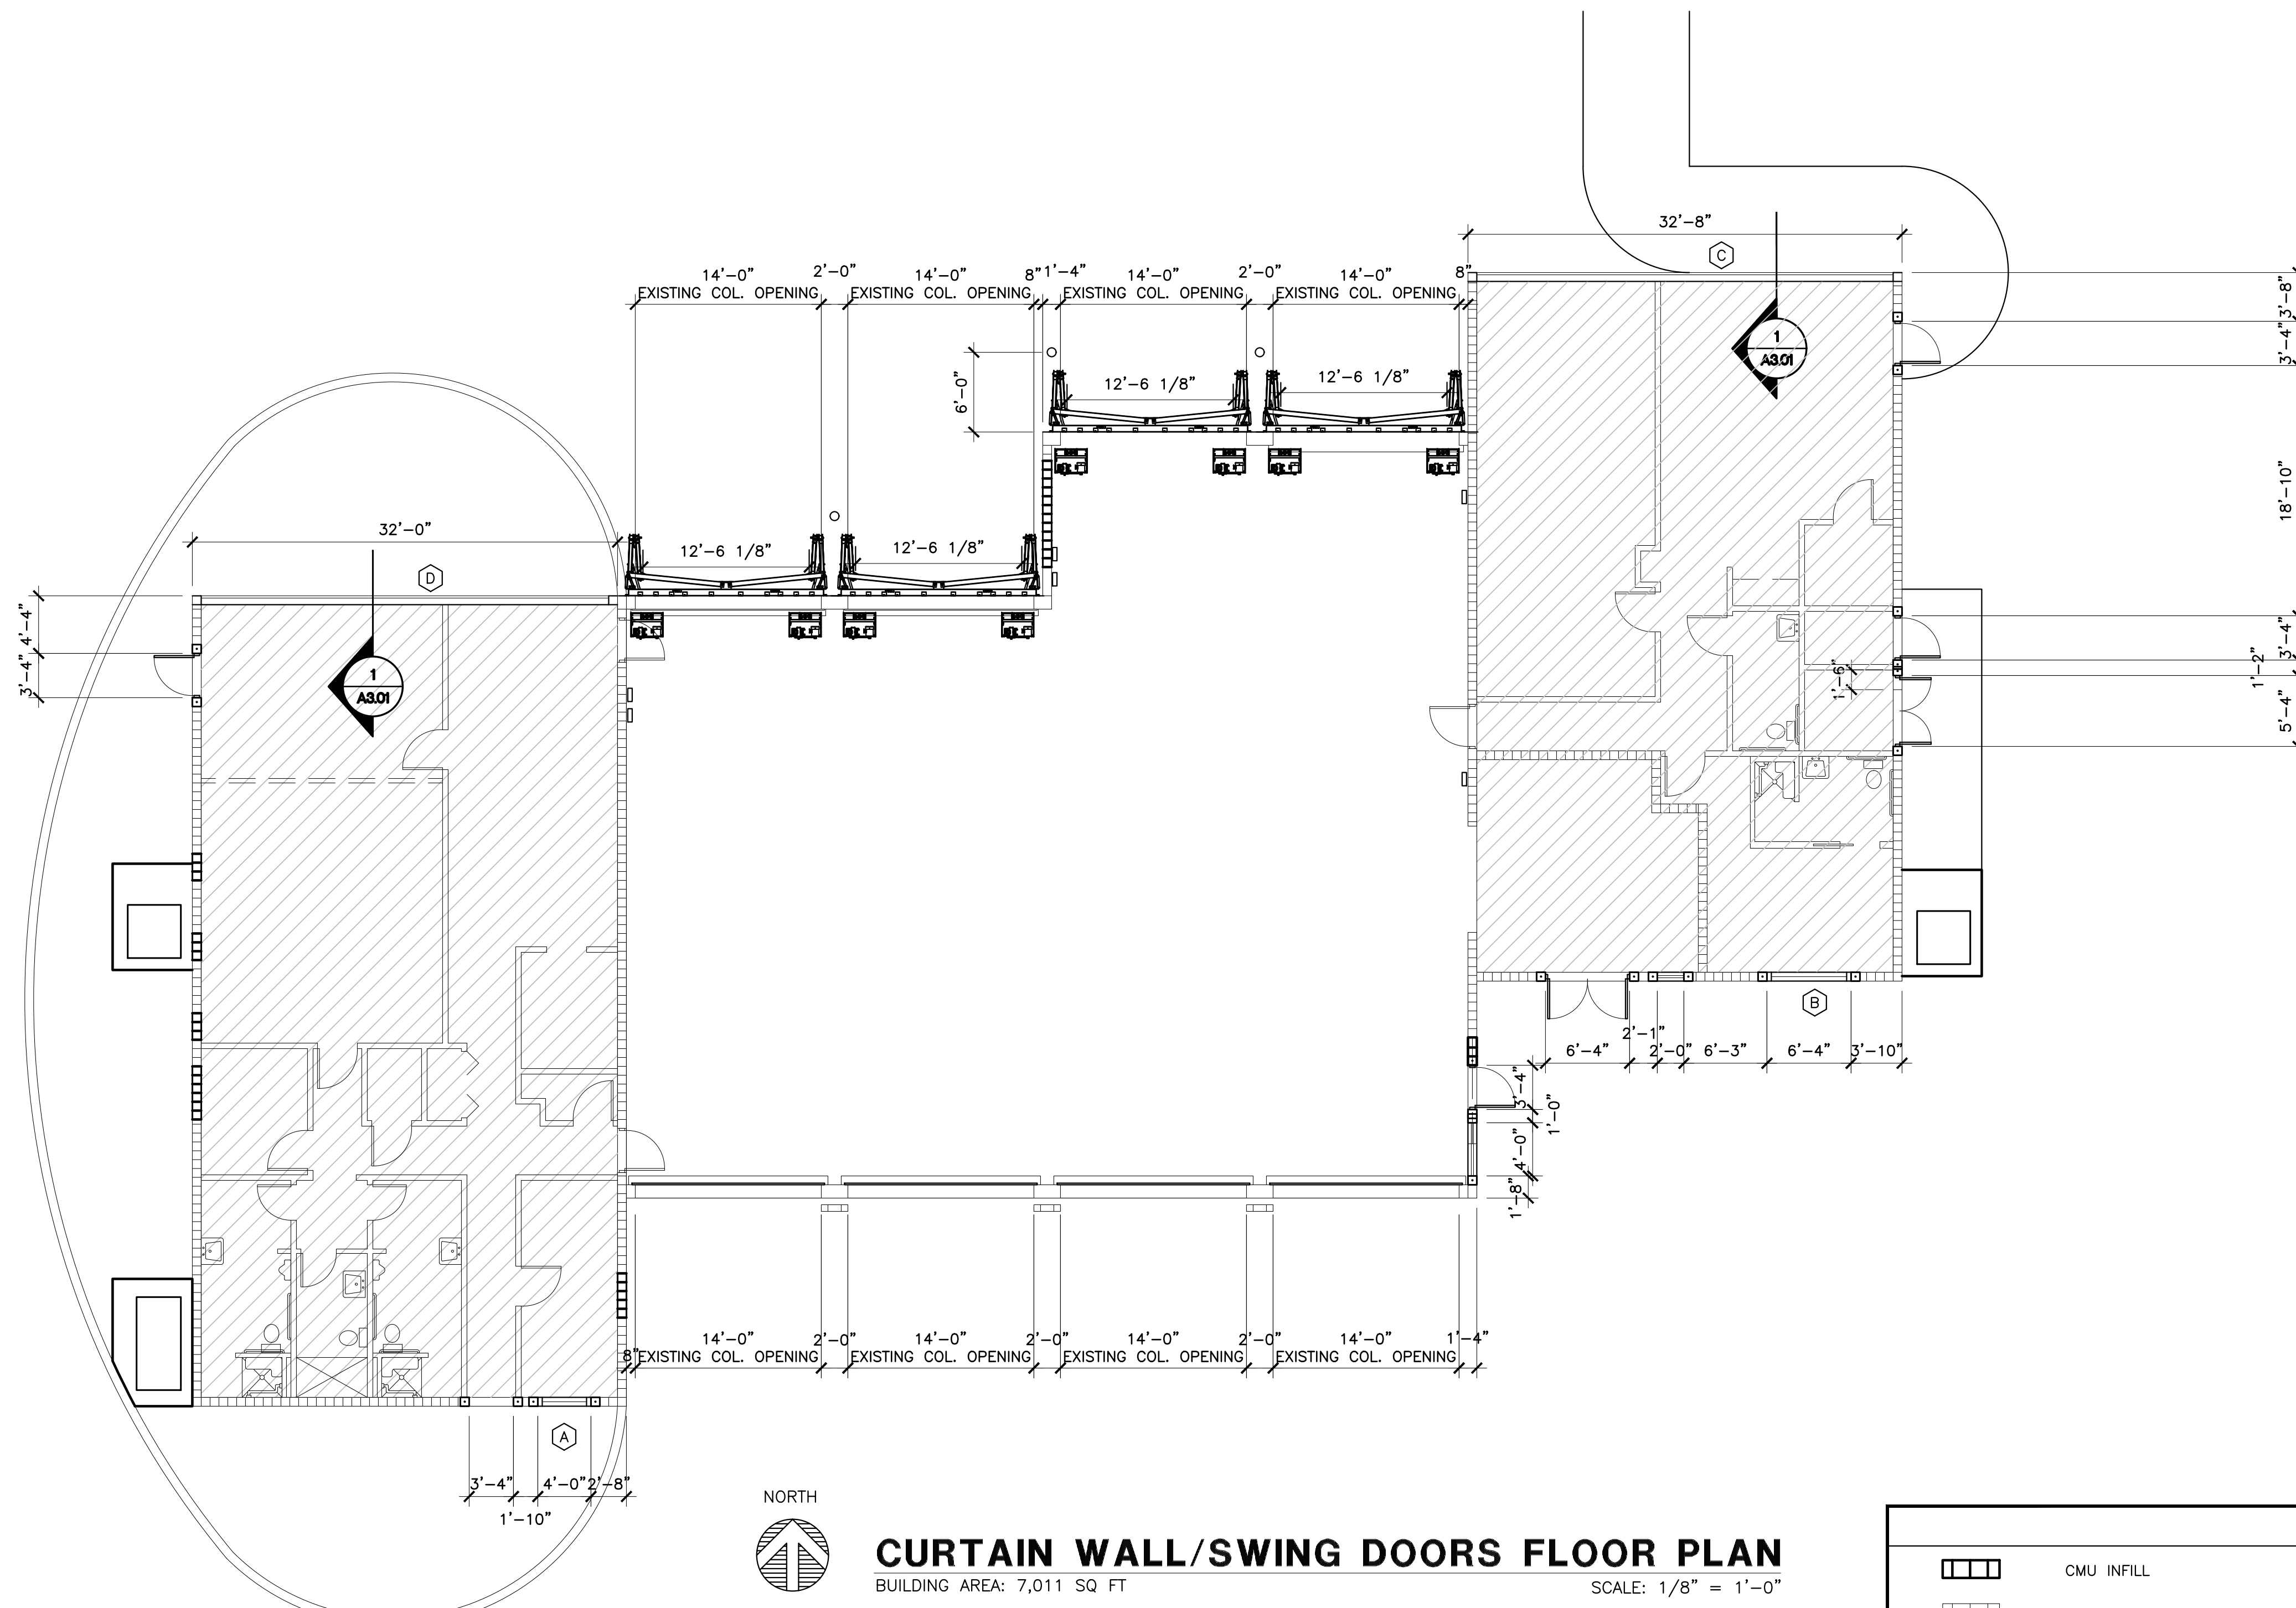 32'-8"
C
14'-0"
EXISTING COL. OPENING
2'-0"
14'-0"
EXISTING COL. OPENING
8"
1'-4"
14'-0"
EXISTING COL. OPENING
2'-0"
14'-0"
EXISTING COL. OPENING
8"
3'-8"
3'-4"
1
A3.01
6'-0"
12'-6 1/8"
12'-6 1/8"
18'-10"
32'-0"
12'-6 1/8"
12'-6 1/8"
D
4'-4"
3'-4"
1
A3.01
3'-4"
1'-2"
1'-6"
5'-4"
B
2'-1"
6'-4"
2'-0"
6'-3"
6'-4"
3'-10"
3'-4"
1'-0"
4'-0"
1'-8"
8"
14'-0"
EXISTING COL. OPENING
2'-0"
14'-0"
EXISTING COL. OPENING
2'-0"
14'-0"
EXISTING COL. OPENING
2'-0"
14'-0"
EXISTING COL. OPENING
1'-4"
A
3'-4"
4'-0"
2'-8"
1'-10"
NORTH
CURTAIN WALL/SWING DOORS FLOOR PLAN
BUILDING AREA: 7,011 SQ FT
SCALE: 1/8" = 1'-0"
CMU INFILL